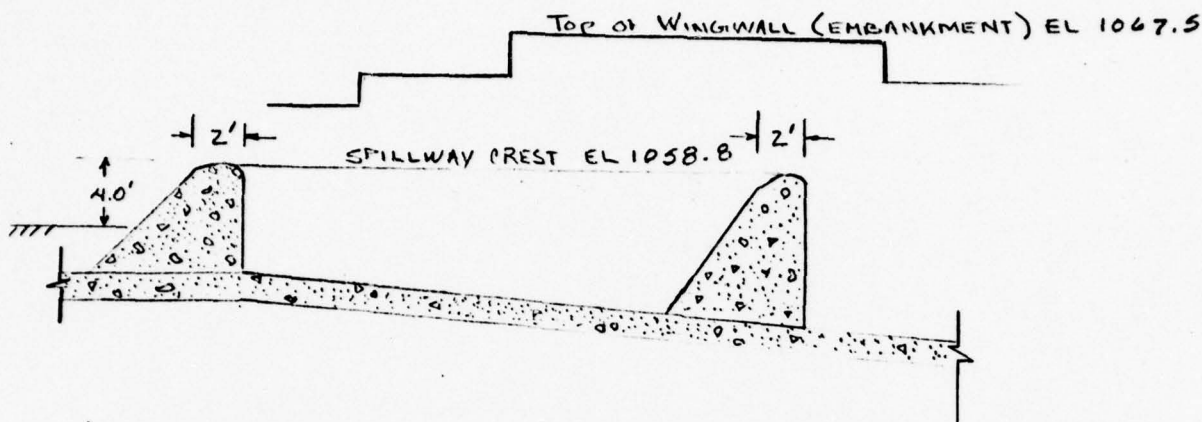 TOP OF WINGWALL (EMBANKMENT) EL 1067.5
2'
2'
SPILLWAY CREST EL 1058.8
4.0'